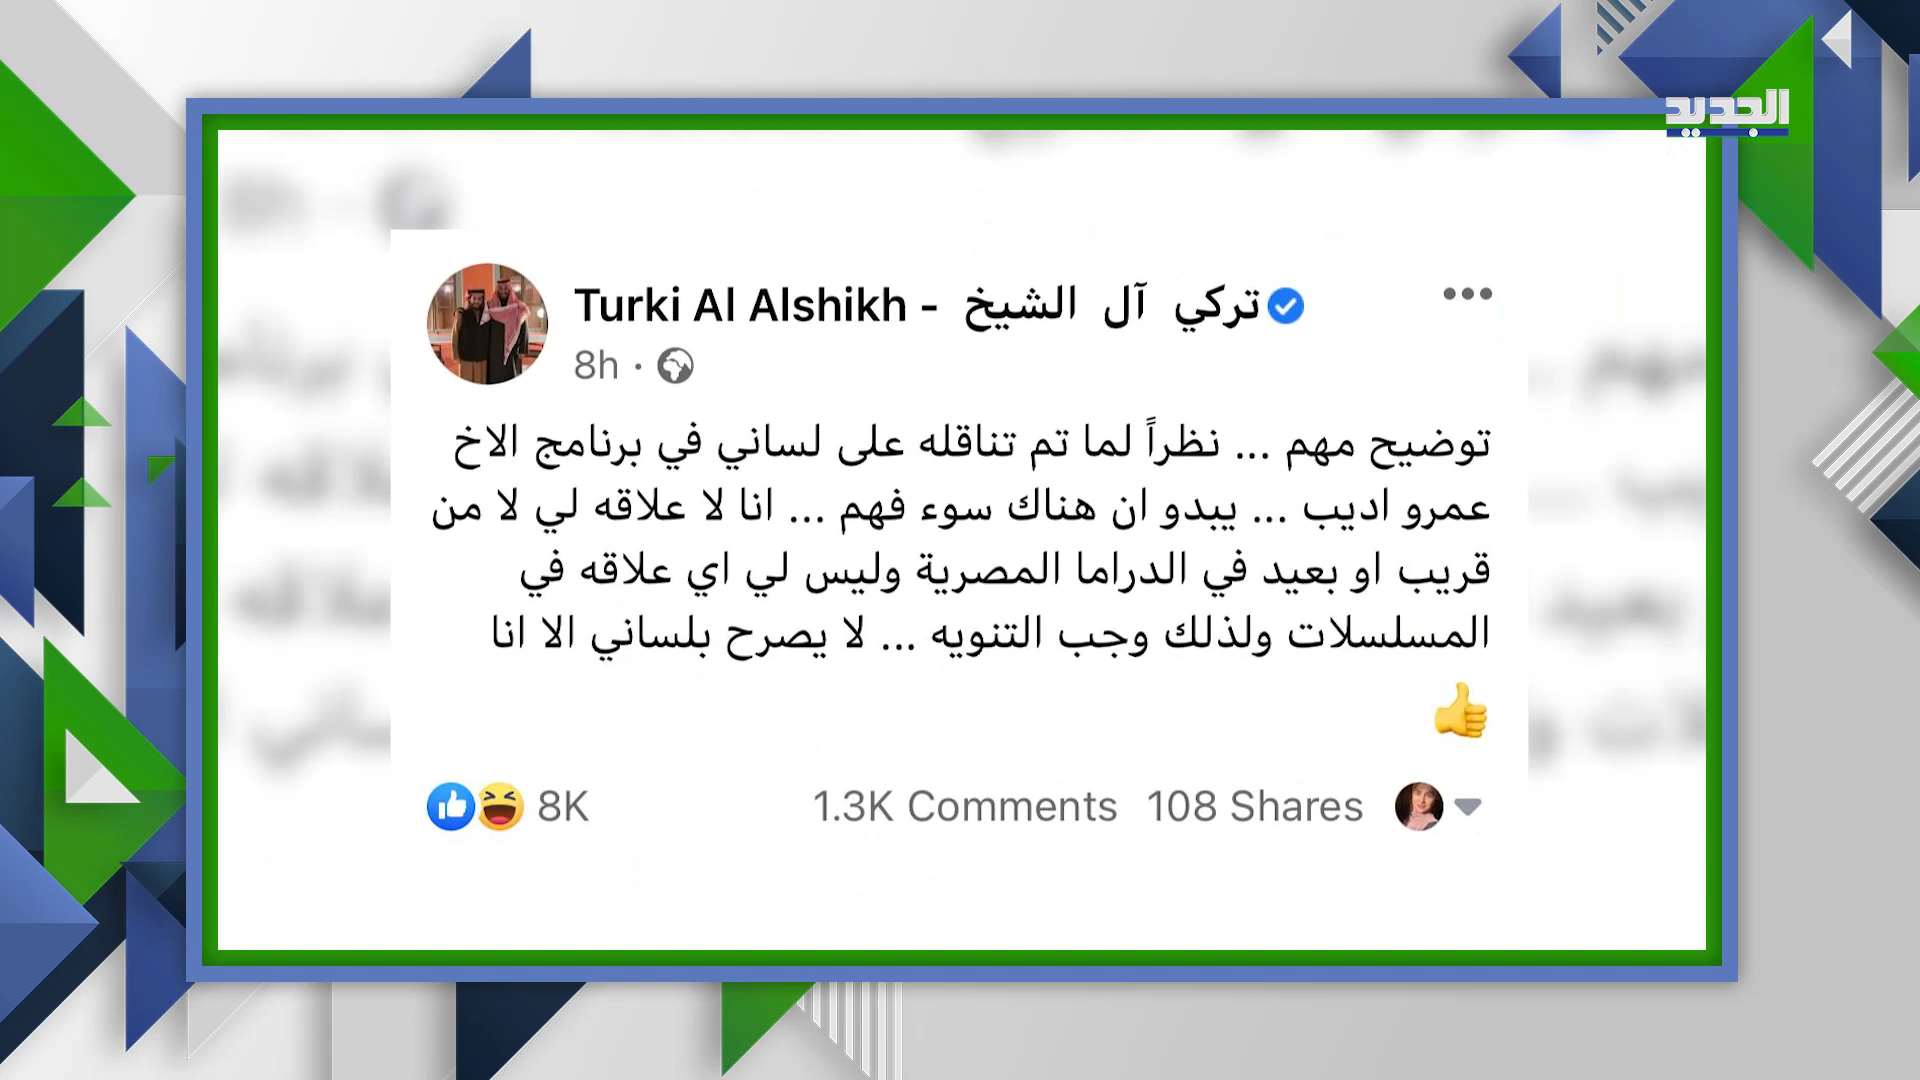 الجديد
Turki Al Alshikh - تركي آل الشيخ
8h ·
توضيح مهم ... نظراً لما تم تناقله على لساني في برنامج الاخ
عمرو اديب ... يبدو ان هناك سوء فهم ... انا لا علاقه لي لا من
قريب او بعيد في الدراما المصرية وليس لي اي علاقه في
المسلسلات ولذلك وجب التنويه ... لا يصرح بلساني الا انا
👍
8K 1.3K Comments 108 Shares